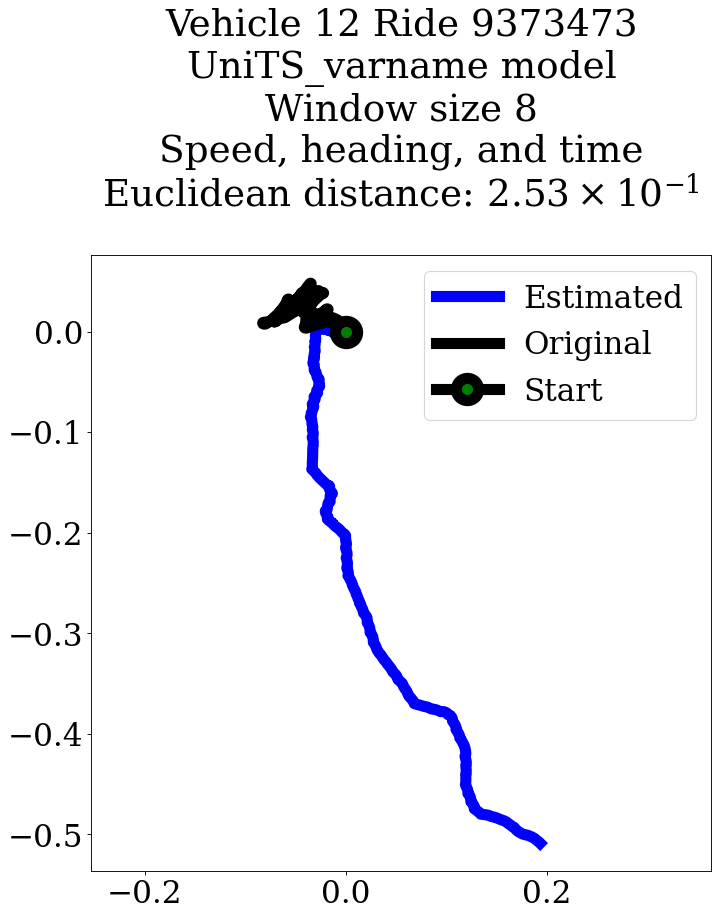 Vehicle 12 Ride 9373473
UniTS_varname model
Window size 8
Speed, heading, and time
Euclidean distance: 2.53 × 10⁻¹
Estimated
Original
Start
0.0
−0.1
−0.2
−0.3
−0.4
−0.5
−0.2 0.0 0.2